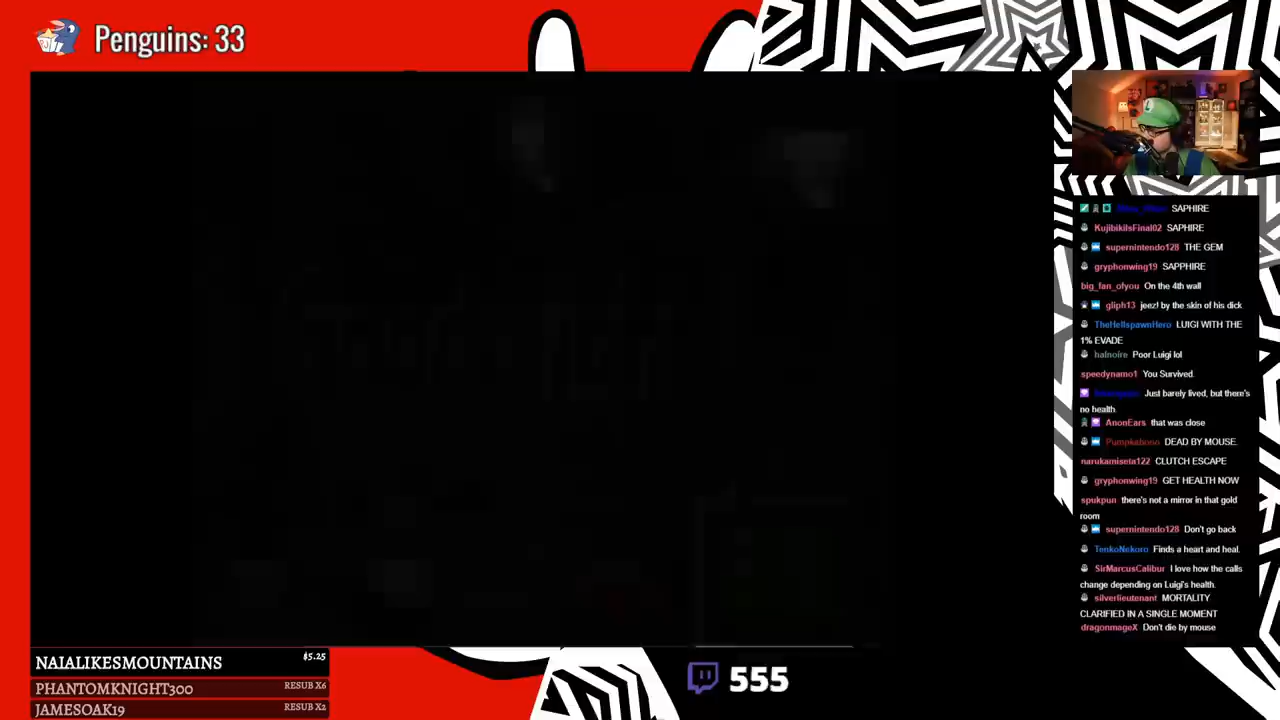 Penguins: 33
SAPHIRE
KujibikiIsFinal02 SAPHIRE
supernintendo128 THE GEM
gryphonwing19 SAPPHIRE
big_fan_ofyou On the 4th wall
gliph13 jeez! by the skin of his dick
TheHellspawnHero LUIGI WITH THE
1% EVADE
halnoire Poor Luigi lol
speedynamo1 You Survived.
Just barely lived, but there's
no health.
AnonEars that was close
Pumpkabooo DEAD BY MOUSE.
narukamiseta122 CLUTCH ESCAPE
gryphonwing19 GET HEALTH NOW
spukpun there's not a mirror in that gold
room
supernintendo128 Don't go back
TenkoNekoro Finds a heart and heal.
SirMarcusCalibur I love how the calls
change depending on Luigi's health.
silverlieutenant MORTALITY
CLARIFIED IN A SINGLE MOMENT
dragonmageX Don't die by mouse
NAIALIKESMOUNTAINS $5.25
PHANTOMKNIGHT300 RESUB X6
JAMESOAK19 RESUB X2
555